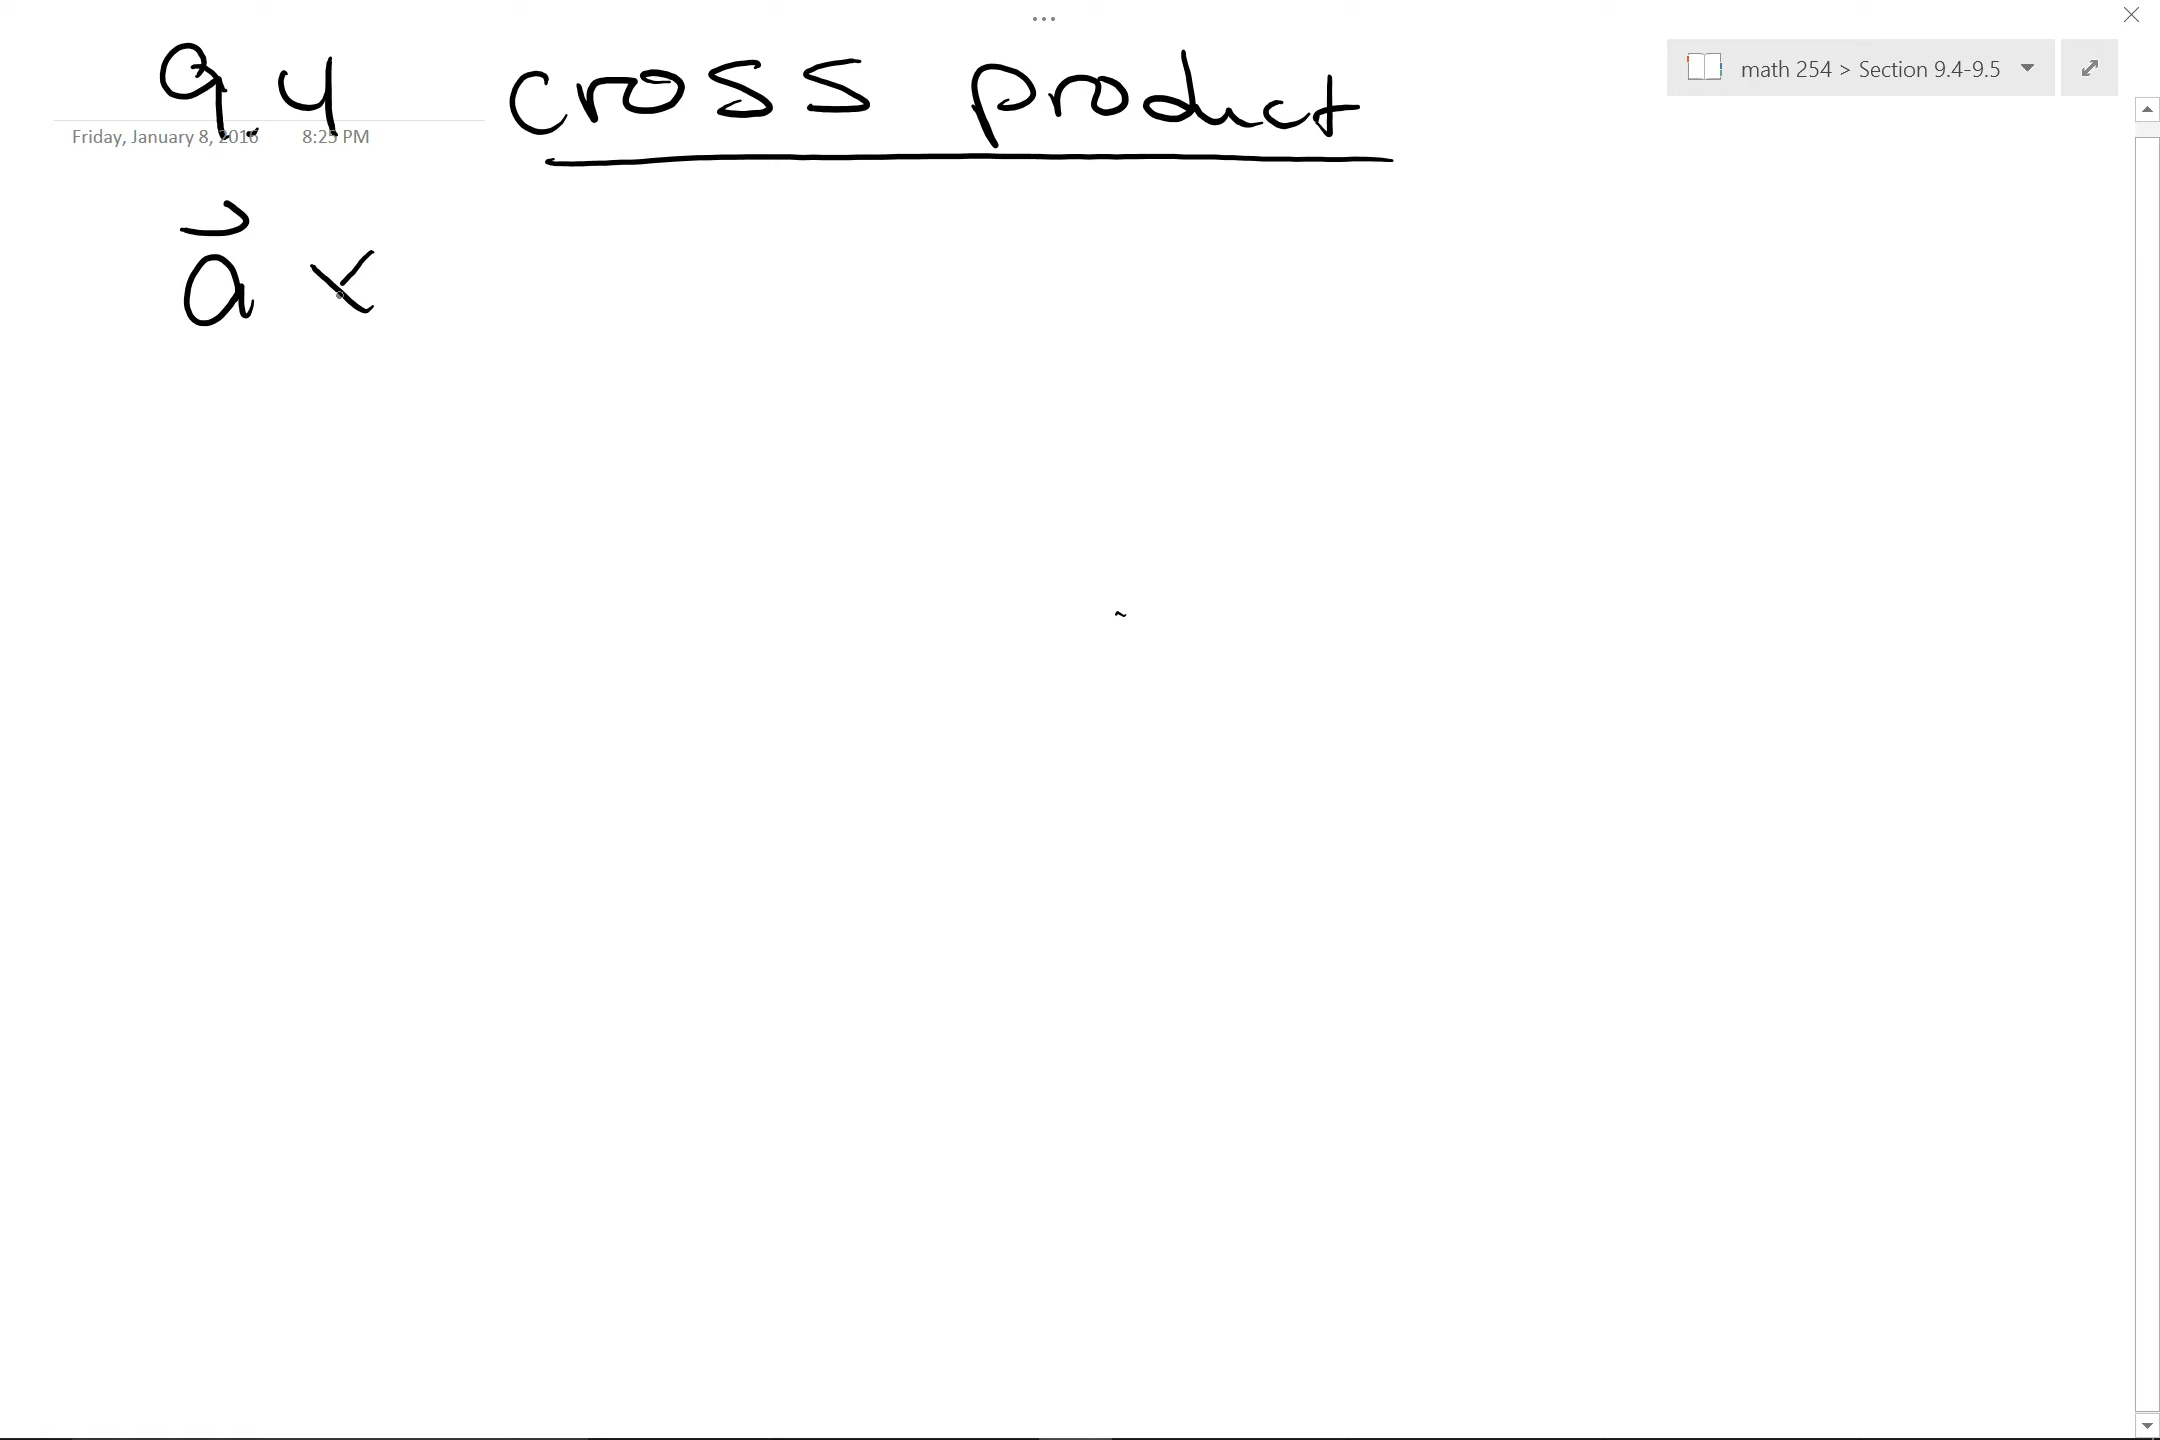 9.4 cross product
math 254 > Section 9.4-9.5
Friday, January 8, 2016 8:25 PM
a⃗ ×